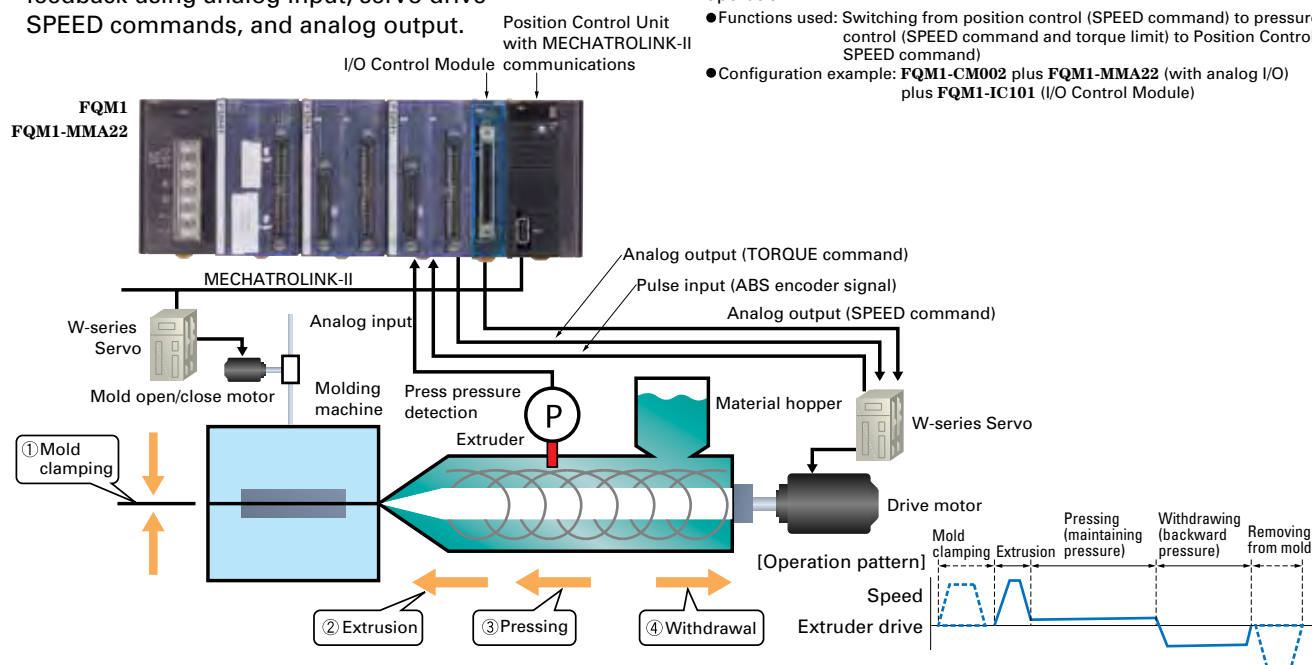 feedback using analog input, servo drive
SPEED commands, and analog output.
●Functions used: Switching from position control (SPEED command) to pressure
control (SPEED command and torque limit) to Position Control
SPEED command)
●Configuration example: FQM1-CM002 plus FQM1-MMA22 (with analog I/O)
plus FQM1-IC101 (I/O Control Module)
Position Control Unit
with MECHATROLINK-II
communications
I/O Control Module
FQM1
FQM1-MMA22
MECHATROLINK-II
Analog output (TORQUE command)
Pulse input (ABS encoder signal)
Analog output (SPEED command)
Analog input
W-series
Servo
Mold open/close motor
Molding
machine
Press pressure
detection
P
Extruder
Material hopper
W-series Servo
①Mold
clamping
Drive motor
②Extrusion
③Pressing
④Withdrawal
[Operation pattern]
Mold
clamping
Extrusion
Pressing
(maintaining
pressure)
Withdrawing
(backward
pressure)
Removing
from mold
Speed
Extruder drive